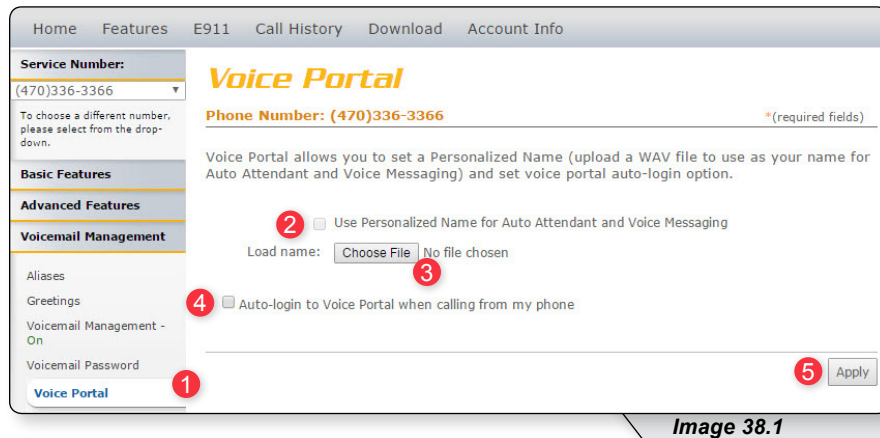 Home Features E911 Call History Download Account Info
Service Number:
(470)336-3366
To choose a different number,
please select from the drop-
down.
Basic Features
Advanced Features
Voicemail Management
Aliases
Greetings
Voicemail Management -
On
Voicemail Password
Voice Portal
1
Voice Portal
Phone Number: (470)336-3366 *(required fields)
Voice Portal allows you to set a Personalized Name (upload a WAV file to use as your name for
Auto Attendant and Voice Messaging) and set voice portal auto-login option.
2 Use Personalized Name for Auto Attendant and Voice Messaging
Load name: Choose File No file chosen
3
4 Auto-login to Voice Portal when calling from my phone
5 Apply
Image 38.1